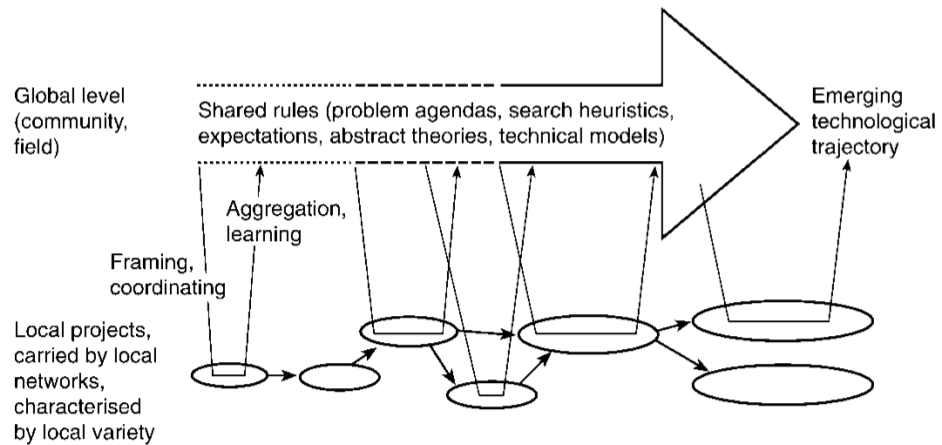 Global level
(community,
field)
Shared rules (problem agendas, search heuristics,
expectations, abstract theories, technical models)
Emerging
technological
trajectory
Aggregation,
learning
Framing,
coordinating
Local projects,
carried by local
networks,
characterised
by local variety